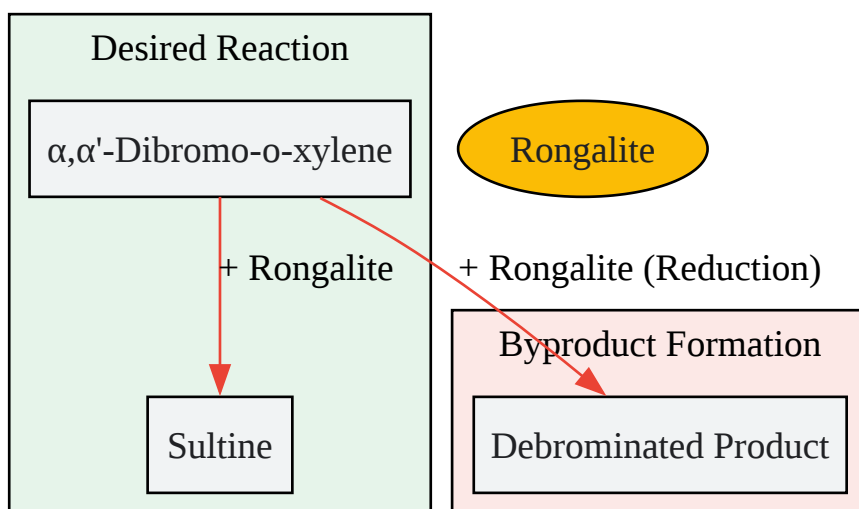 Desired Reaction
α,α'-Dibromo-o-xylene
Rongalite
+ Rongalite
+ Rongalite (Reduction)
Byproduct Formation
Sultine
Debrominated Product